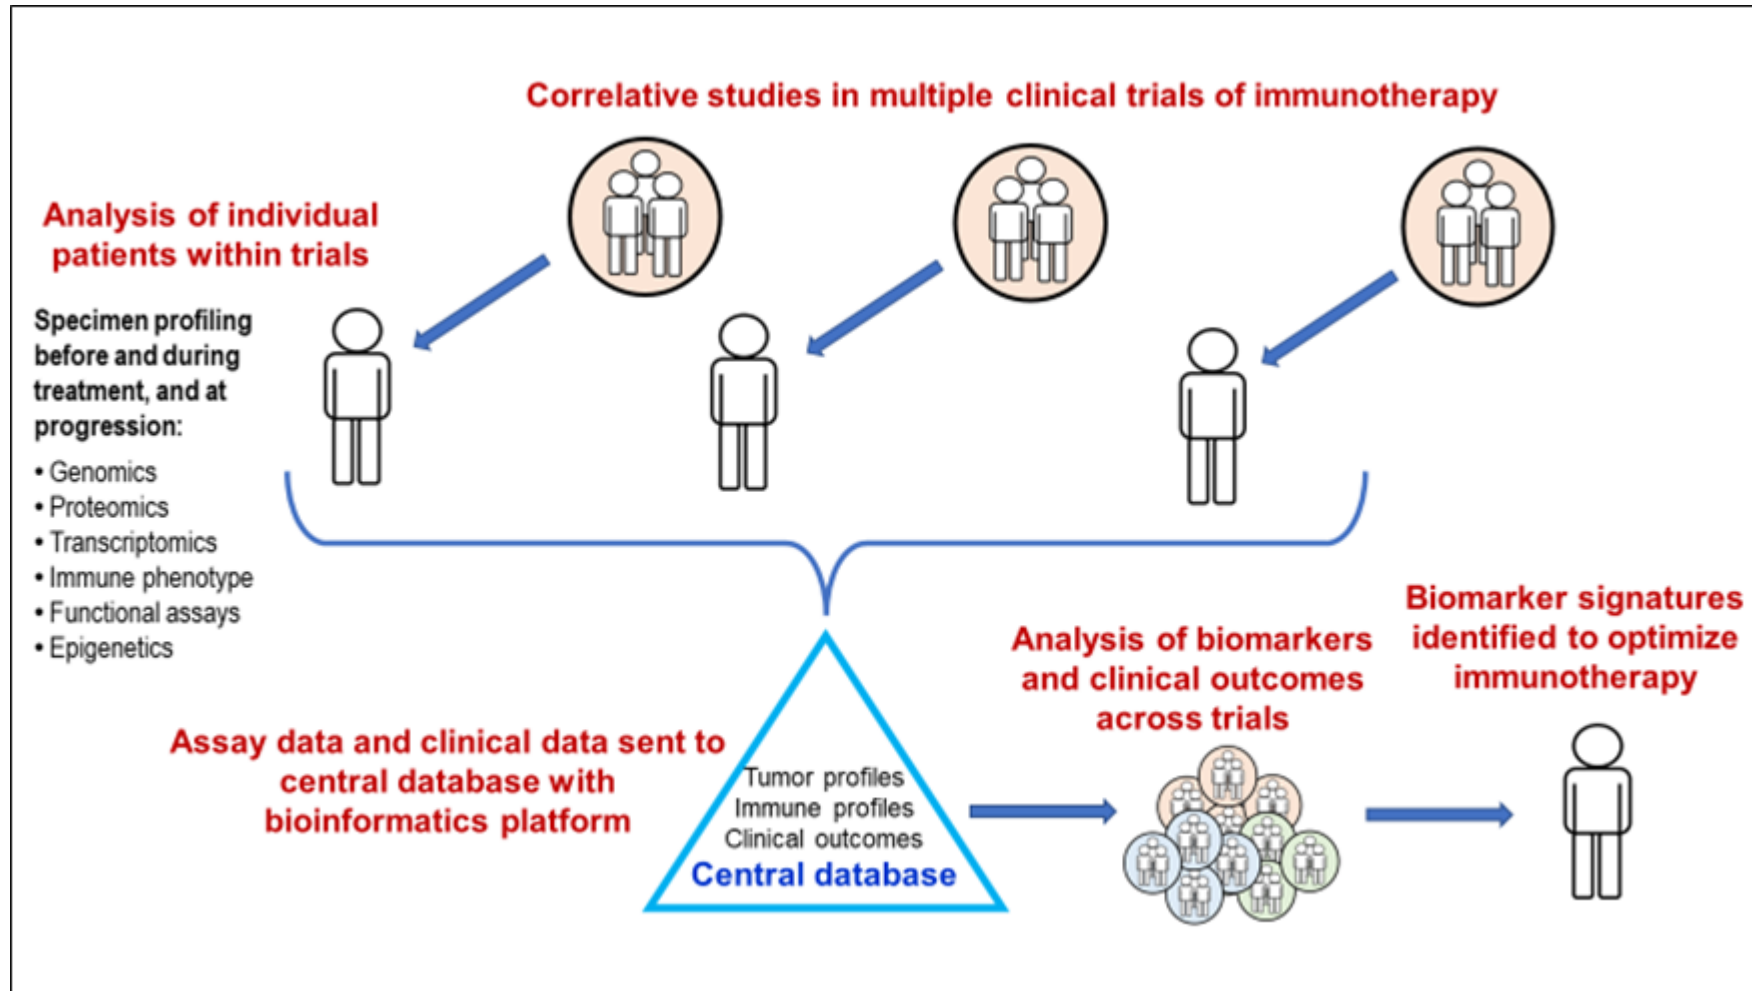 Correlative studies in multiple clinical trials of immunotherapy
Analysis of individual
patients within trials
Specimen profiling
before and during
treatment, and at
progression:
• Genomics
• Proteomics
• Transcriptomics
• Immune phenotype
• Functional assays
• Epigenetics
Assay data and clinical data sent to
central database with
bioinformatics platform
Tumor profiles
Immune profiles
Clinical outcomes
Central database
Analysis of biomarkers
and clinical outcomes
across trials
Biomarker signatures
identified to optimize
immunotherapy